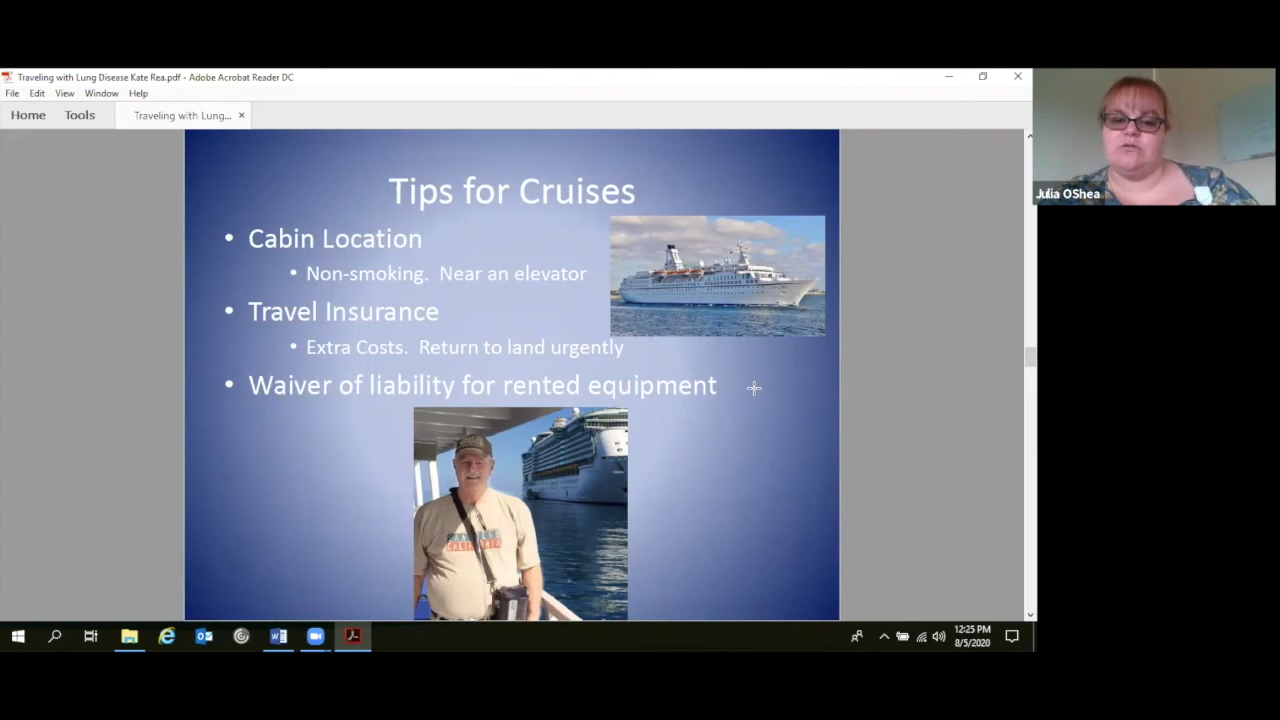 Traveling with Lung Disease Kate Rea.pdf - Adobe Acrobat Reader DC
File Edit View Window Help
Home Tools Traveling with Lung... ×
Tips for Cruises
• Cabin Location
• Non-smoking. Near an elevator
• Travel Insurance
• Extra Costs. Return to land urgently
• Waiver of liability for rented equipment
CALIFORNIA
Julia OShea
12:25 PM
8/5/2020